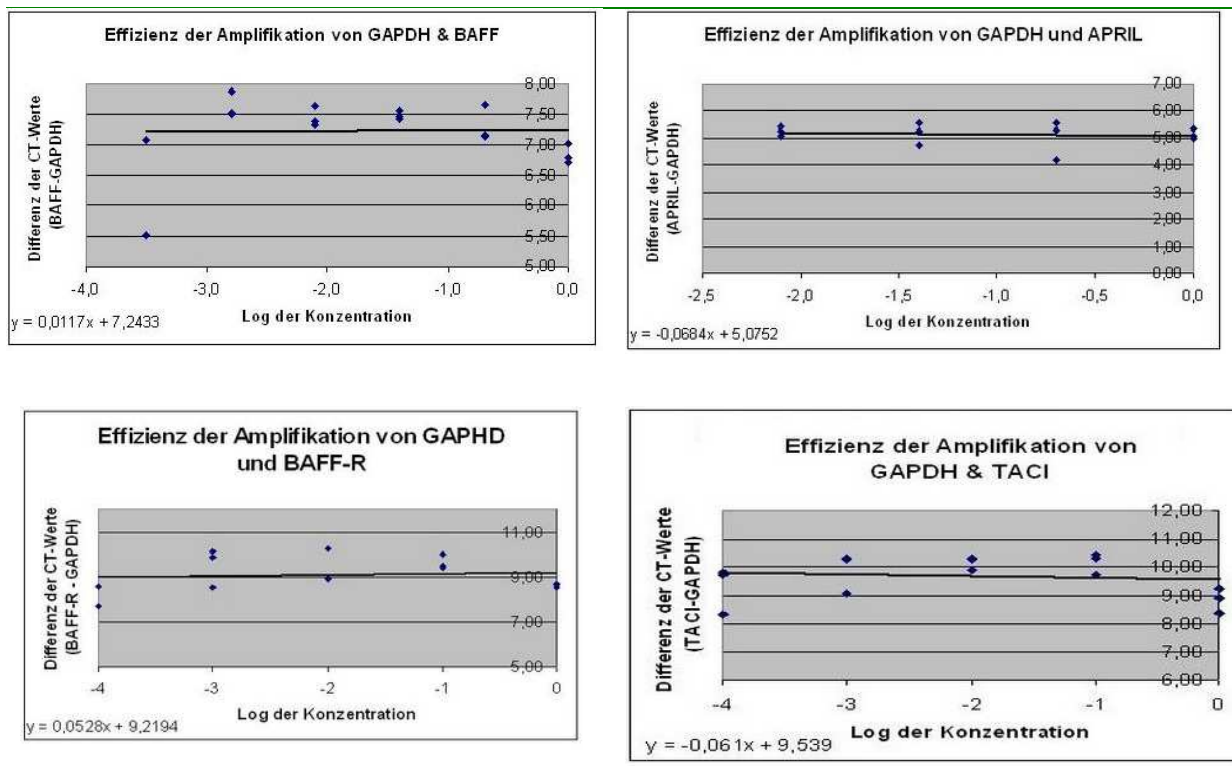 Effizienz der Amplifikation von GAPDH & BAFF
Differenz der CT-Werte
(BAFF-GAPDH)
8,00
7,50
7,00
6,50
6,00
5,50
5,00
-4,0 -3,0 -2,0 -1,0 0,0
Log der Konzentration
y = 0,0117x + 7,2433
Effizienz der Amplifikation von GAPDH und APRIL
Differenz der CT-Werte
(APRIL-GAPDH)
7,00
6,00
5,00
4,00
3,00
2,00
1,00
0,00
-2,5 -2,0 -1,5 -1,0 -0,5 0,0
Log der Konzentration
y = -0,0684x + 5,0752
Effizienz der Amplifikation von GAPHD
und BAFF-R
Differenz der CT-Werte
(BAFF-R - GAPDH)
11,00
9,00
7,00
5,00
-4 -3 -2 -1 0
Log der Konzentration
y = 0,0528x + 9,2194
Effizienz der Amplifikation von
GAPDH & TACI
Differenz der CT-Werte
(TACI-GAPDH)
12,00
11,00
10,00
9,00
8,00
7,00
6,00
-4 -3 -2 -1 0
Log der Konzentration
y = -0,061x + 9,539